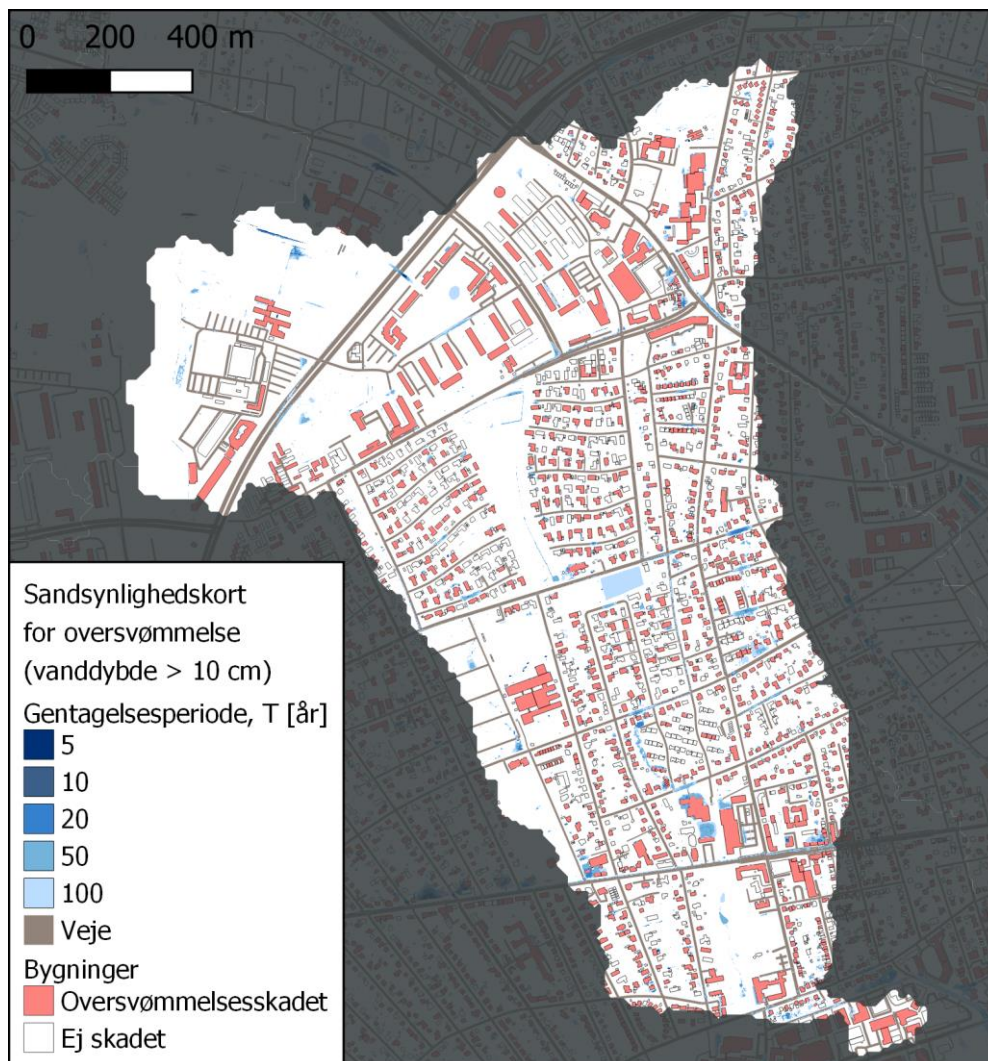 0 200 400 m
Sandsynlighedskort
for oversvømmelse
(vanddybde > 10 cm)
Gentagelsesperiode, T [år]
5
10
20
50
100
Veje
Bygninger
Oversvømmelsesskadet
Ej skadet